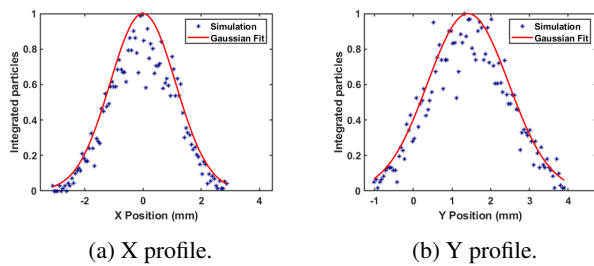 Integrated particies
1
0.8
0.6
0.4
0.2
0
-2
0
2
4
X Position (mm)
Simulation
Gaussian Fit
Integrated particies
1
0.8
0.6
0.4
0.2
0
-1
0
1
2
3
4
5
Y Position (mm)
Simulation
Gaussian Fit
(a) X profile.
(b) Y profile.